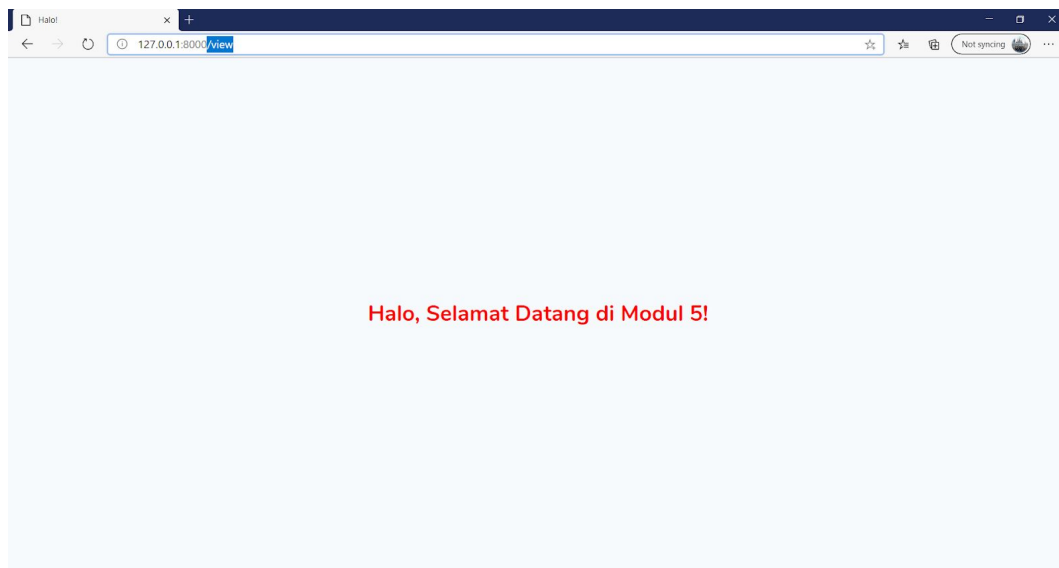 Halo!
127.0.0.1:8000/view
Not syncing
Halo, Selamat Datang di Modul 5!